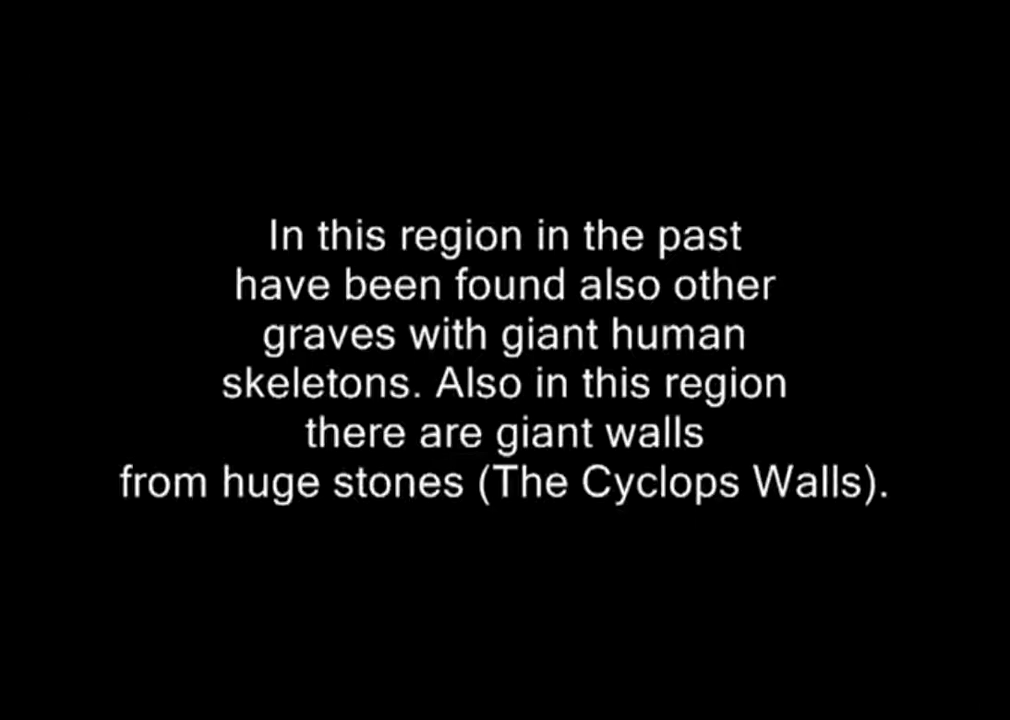 In this region in the past
have been found also other
graves with giant human
skeletons. Also in this region
there are giant walls
from huge stones (The Cyclops Walls).